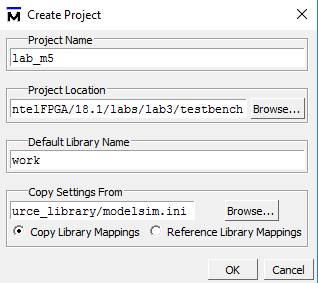 Create Project
Project Name
lab_m5
Project Location
ntelFPGA/18.1/labs/lab3/testbench Browse...
Default Library Name
work
Copy Settings From
urce_library/modelsim.ini Browse...
Copy Library Mappings Reference Library Mappings
OK Cancel